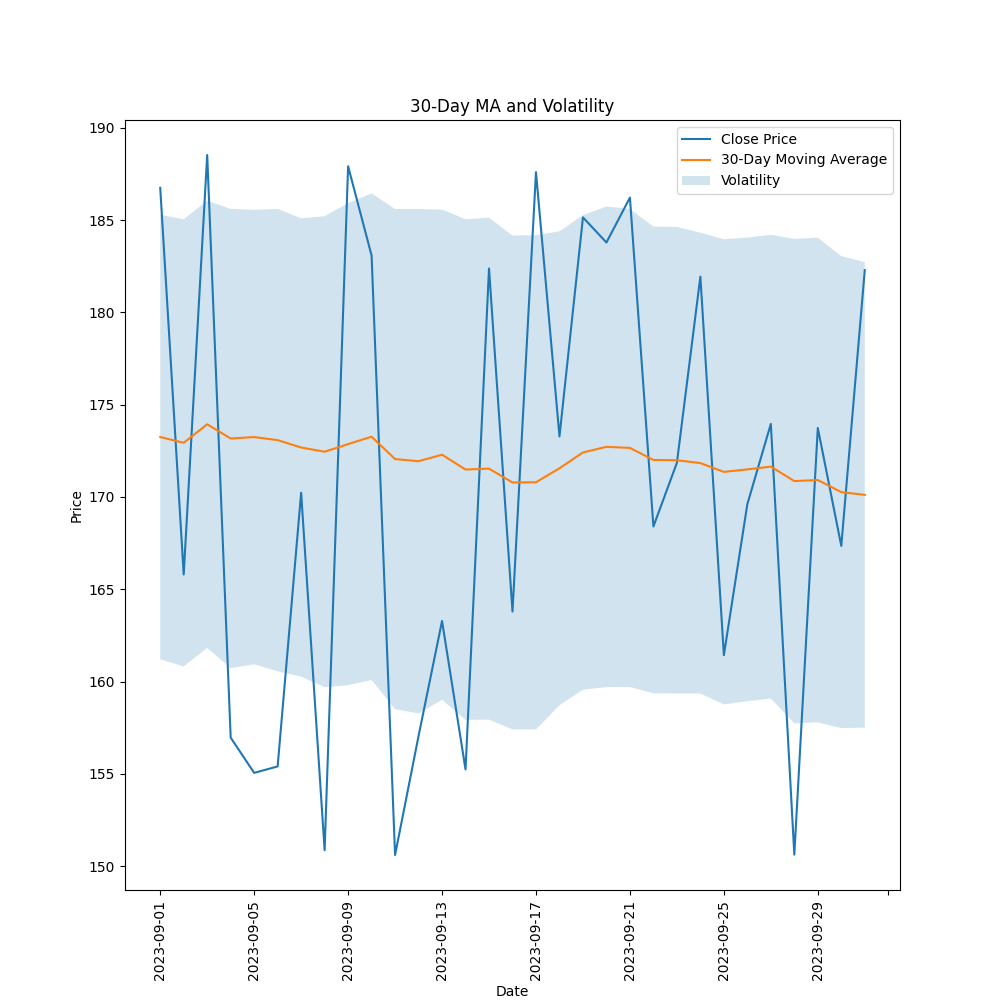 30-Day MA and Volatility
Close Price
30-Day Moving Average
Volatility
Price
190
185
180
175
170
165
160
155
150
2023-09-01
2023-09-05
2023-09-09
2023-09-13
2023-09-17
2023-09-21
2023-09-25
2023-09-29
Date